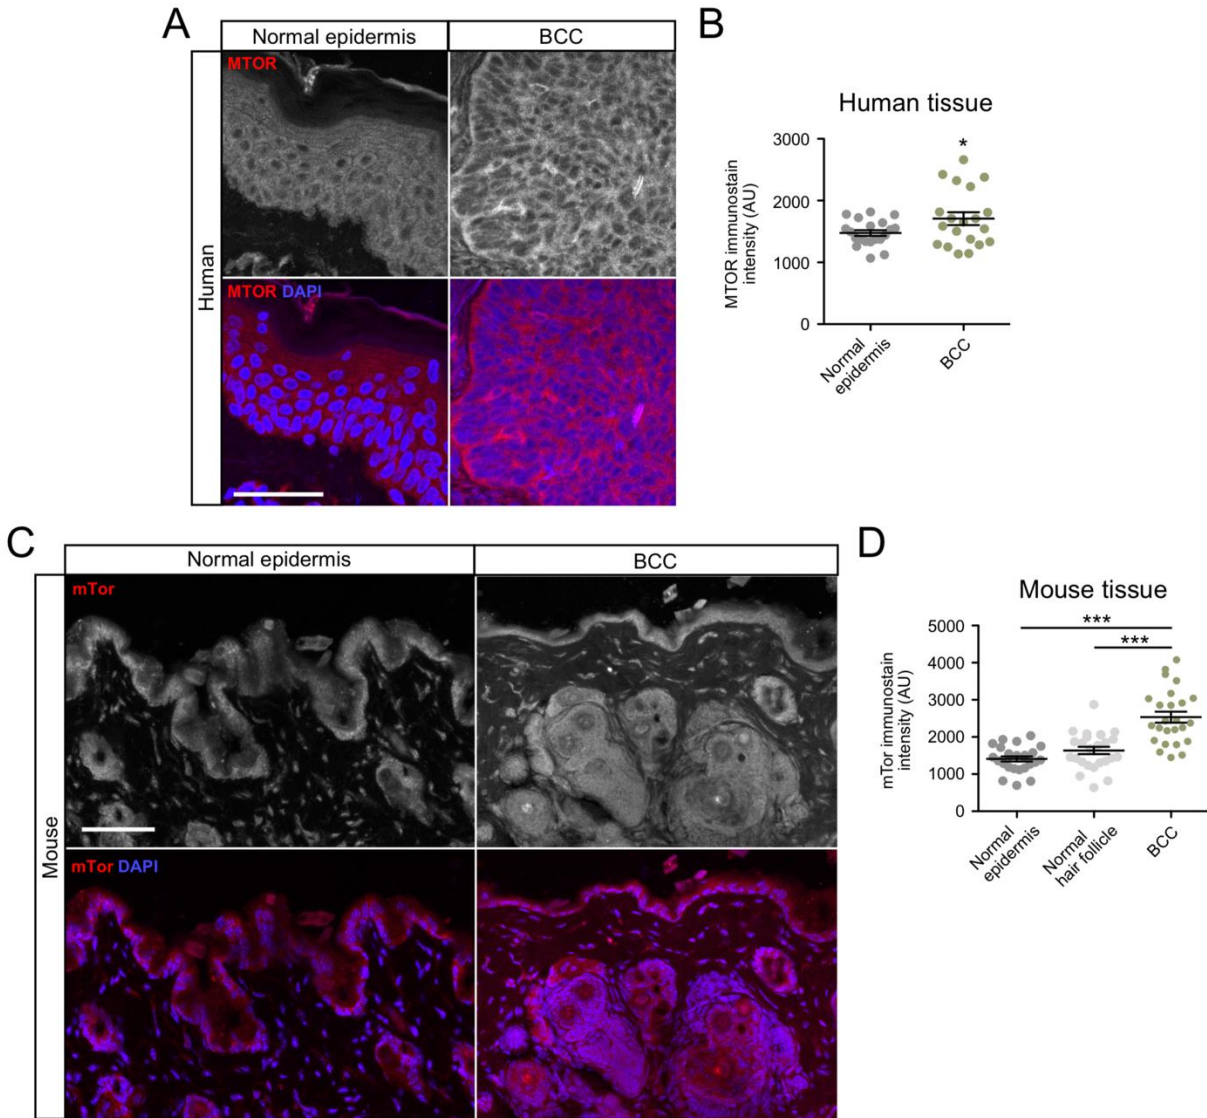 A
Normal epidermis
BCC
Human
MTOR
MTOR DAPI
B
Human tissue
MTOR immunostain
intensity (AU)
3000
2000
1000
0
*
Normal
epidermis
BCC
C
Normal epidermis
BCC
Mouse
mTor
mTor DAPI
D
Mouse tissue
mTor immunostain
intensity (AU)
5000
4000
3000
2000
1000
0
***
***
Normal
epidermis
Normal
hair follicle
BCC